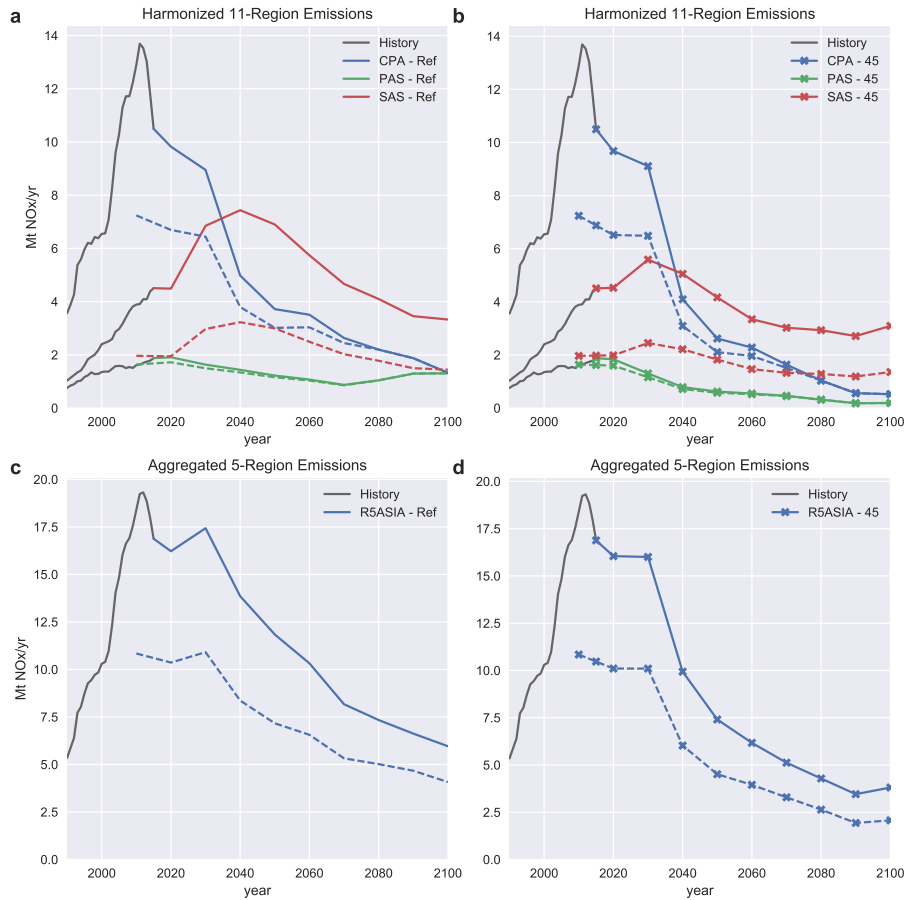 a
Harmonized 11-Region Emissions
14
12
10
8
6
4
2
0
Mt NOx/yr
History
CPA - Ref
PAS - Ref
SAS - Ref
2000
2020
2040
2060
2080
2100
year
b
Harmonized 11-Region Emissions
14
12
10
8
6
4
2
0
History
CPA - 45
PAS - 45
SAS - 45
2000
2020
2040
2060
2080
2100
year
c
Aggregated 5-Region Emissions
20.0
17.5
15.0
12.5
10.0
7.5
5.0
2.5
0.0
Mt NOx/yr
History
R5ASIA - Ref
2000
2020
2040
2060
2080
2100
year
d
Aggregated 5-Region Emissions
20.0
17.5
15.0
12.5
10.0
7.5
5.0
2.5
0.0
History
R5ASIA - 45
2000
2020
2040
2060
2080
2100
year